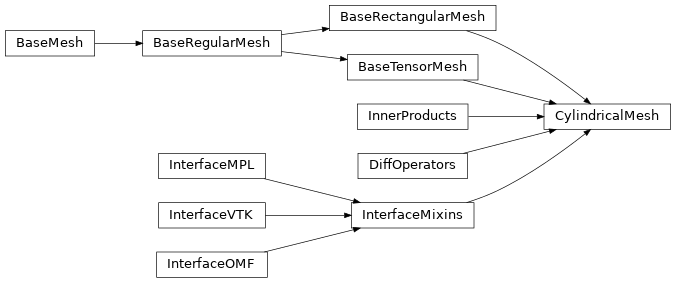 BaseMesh
BaseRegularMesh
BaseRectangularMesh
BaseTensorMesh
InnerProducts
DiffOperators
InterfaceMPL
InterfaceVTK
InterfaceOMF
InterfaceMixins
CylindricalMesh